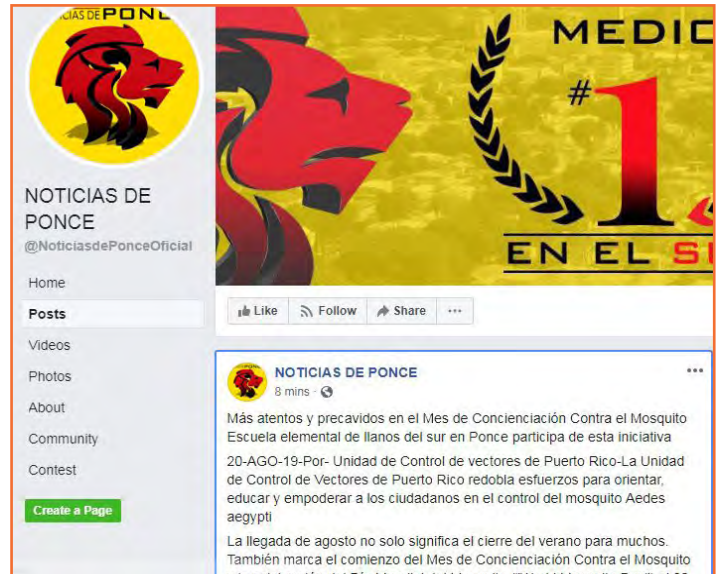 CIAS DE PONCE
NOTICIAS DE
PONCE
@NoticiasdePonceOficial
Home
Posts
Videos
Photos
About
Community
Contest
Create a Page
MEDIC
#1
EN EL S
Like Follow Share ...
NOTICIAS DE PONCE
8 mins ·
Más atentos y precavidos en el Mes de Concienciación Contra el Mosquito
Escuela elemental de llanos del sur en Ponce participa de esta iniciativa
20-AGO-19-Por- Unidad de Control de vectores de Puerto Rico-La Unidad
de Control de Vectores de Puerto Rico redobla esfuerzos para orientar,
educar y empoderar a los ciudadanos en el control del mosquito Aedes
aegypti
La llegada de agosto no solo significa el cierre del verano para muchos.
También marca el comienzo del Mes de Concienciación Contra el Mosquito